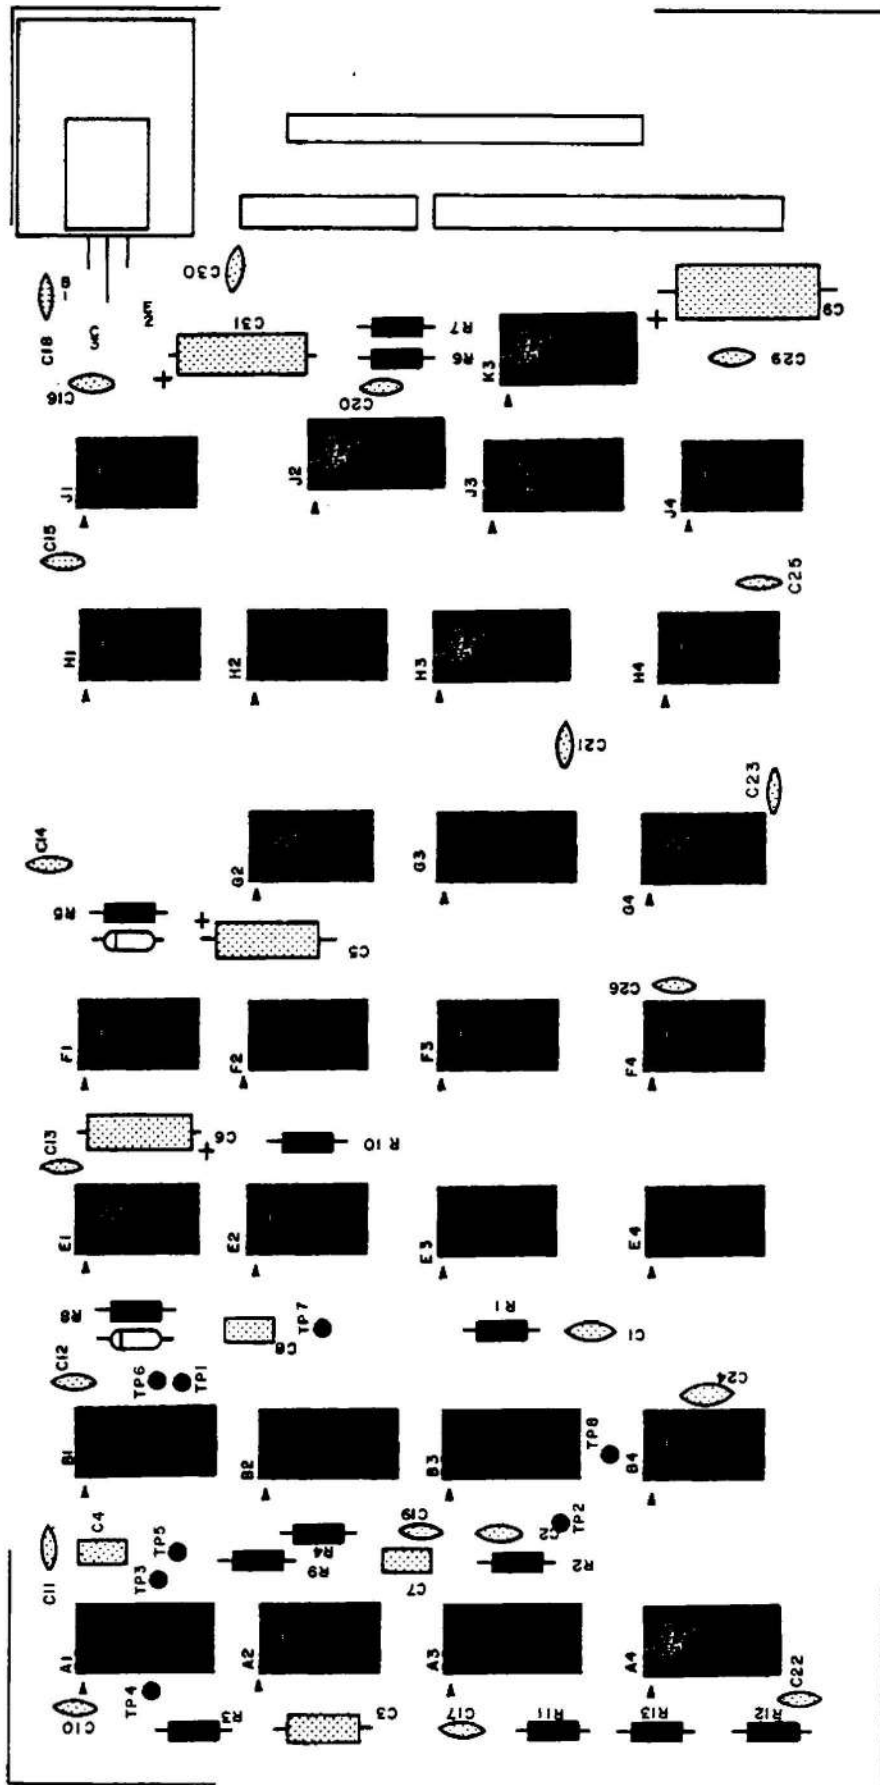 C30
C18
-8
+
C31
R7
R6
K3
+
C9
C29
C16
C20
J1
J2
J3
J4
C15
C25
H1
H2
H3
H4
C21
C23
C14
G2
G3
G4
R5
+
C5
C26
F1
F2
F3
F4
C13
C6
+
R10
E1
E2
E3
E4
R8
C8
TP7
R1
C1
C12
TP6
TP1
C24
B1
B2
B3
TP8
B4
C11
C4
TP5
TP3
R4
R9
C19
C7
C2
TP2
R2
A1
A2
A3
A4
C10
TP4
R3
C3
C17
R11
R13
R12
C22